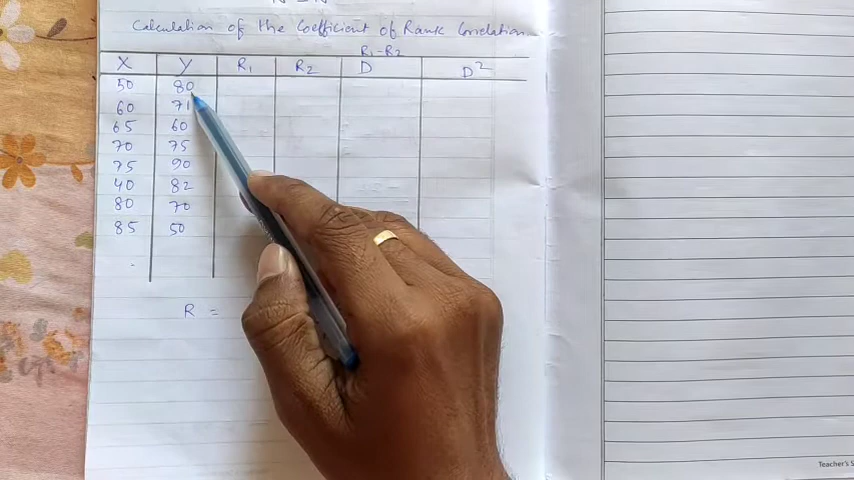 Calculation of the Coefficient of Rank Corelation
R1-R2
X Y R1 R2 D D²
50 80
60 71
65 60
70 75
75 90
40 82
80 70
85 50
R =
Teacher's S